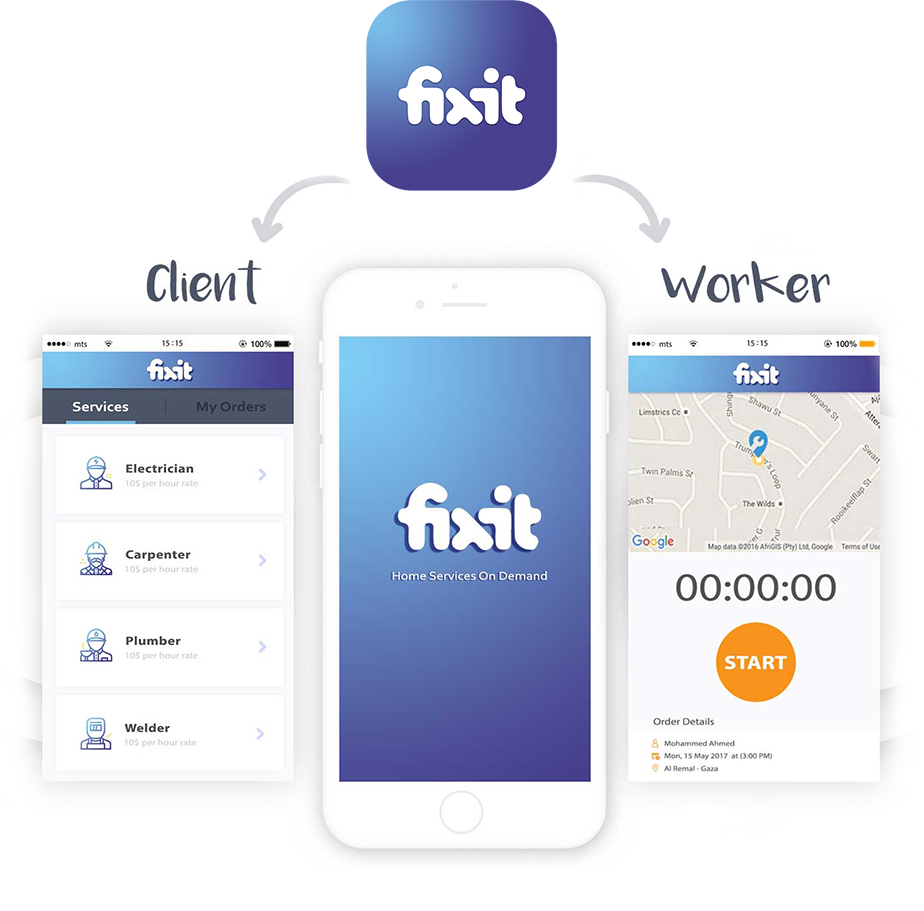 fixit
Client
Worker
mts
15:15
100%
fixit
Services
My Orders
Electrician
10$ per hour rate
Carpenter
10$ per hour rate
Plumber
10$ per hour rate
Welder
10$ per hour rate
fixit
Home Services On Demand
mts
15:15
100%
fixit
Limstrics Cc
Shawu St
unyane St
Twin Palms Sr
The Wilds
Swart
Rooikeelflap St
Google
Map data ©2016 AfriGIS (Pty) Ltd, Google
Terms of Use
00:00:00
START
Order Details
Mohammed Ahmed
Mon, 15 May 2017 at (3:00 PM)
Al Remal - Gaza